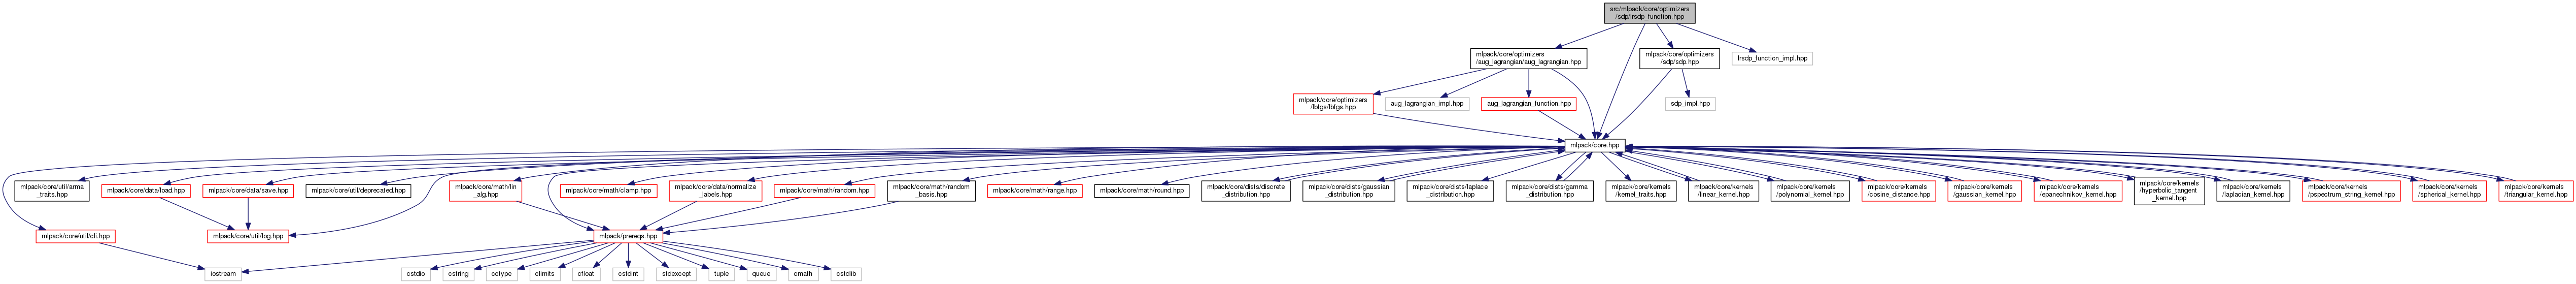 src/mlpack/core/optimizers
/sdp/lrsdp_function.hpp
mlpack/core/optimizers
/aug_lagrangian/aug_lagrangian.hpp
mlpack/core/optimizers
/sdp/sdp.hpp
lrsdp_function_impl.hpp
mlpack/core/optimizers
/lbfgs/lbfgs.hpp
aug_lagrangian_impl.hpp
aug_lagrangian_function.hpp
sdp_impl.hpp
mlpack/core.hpp
mlpack/core/util/arma
_traits.hpp
mlpack/core/data/load.hpp
mlpack/core/data/save.hpp
mlpack/core/util/deprecated.hpp
mlpack/core/math/lin
_alg.hpp
mlpack/core/math/clamp.hpp
mlpack/core/data/normalize
_labels.hpp
mlpack/core/math/random.hpp
mlpack/core/math/random
_basis.hpp
mlpack/core/math/range.hpp
mlpack/core/math/round.hpp
mlpack/core/dists/discrete
_distribution.hpp
mlpack/core/dists/gaussian
_distribution.hpp
mlpack/core/dists/laplace
_distribution.hpp
mlpack/core/dists/gamma
_distribution.hpp
mlpack/core/kernels
/kernel_traits.hpp
mlpack/core/kernels
/linear_kernel.hpp
mlpack/core/kernels
/polynomial_kernel.hpp
mlpack/core/kernels
/cosine_distance.hpp
mlpack/core/kernels
/gaussian_kernel.hpp
mlpack/core/kernels
/epanechnikov_kernel.hpp
mlpack/core/kernels
/hyperbolic_tangent
_kernel.hpp
mlpack/core/kernels
/laplacian_kernel.hpp
mlpack/core/kernels
/pspectrum_string_kernel.hpp
mlpack/core/kernels
/spherical_kernel.hpp
mlpack/core/kernels
/triangular_kernel.hpp
mlpack/core/util/cli.hpp
mlpack/core/util/log.hpp
mlpack/prereqs.hpp
iostream
cstdio
cstring
cctype
climits
cfloat
cstdint
stdexcept
tuple
queue
cmath
cstdlib